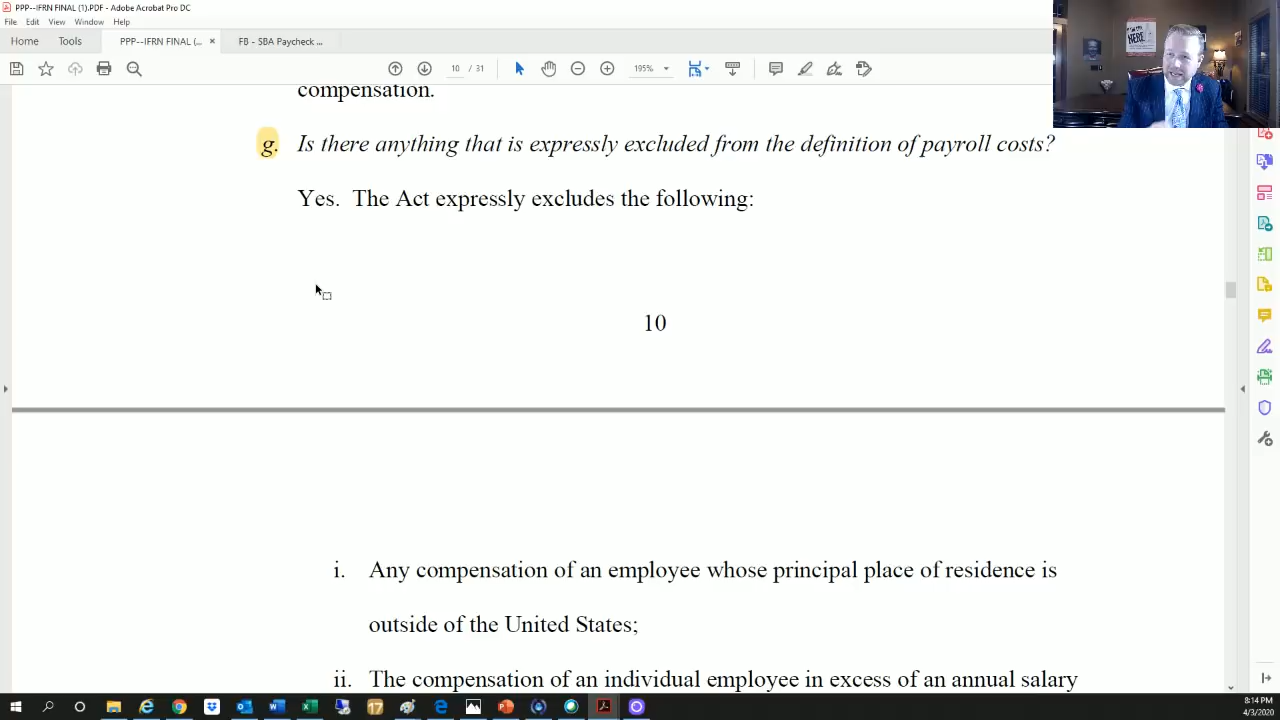 PPP--IFRN FINAL (1).PDF - Adobe Acrobat Pro DC
File Edit View Window Help
Home Tools PPP--IFRN FINAL (... × FB - SBA Paycheck ...
10 / 31 195%
compensation.
g. Is there anything that is expressly excluded from the definition of payroll costs?
Yes. The Act expressly excludes the following:
10
i. Any compensation of an employee whose principal place of residence is
outside of the United States;
ii. The compensation of an individual employee in excess of an annual salary
8:14 PM
4/3/2020